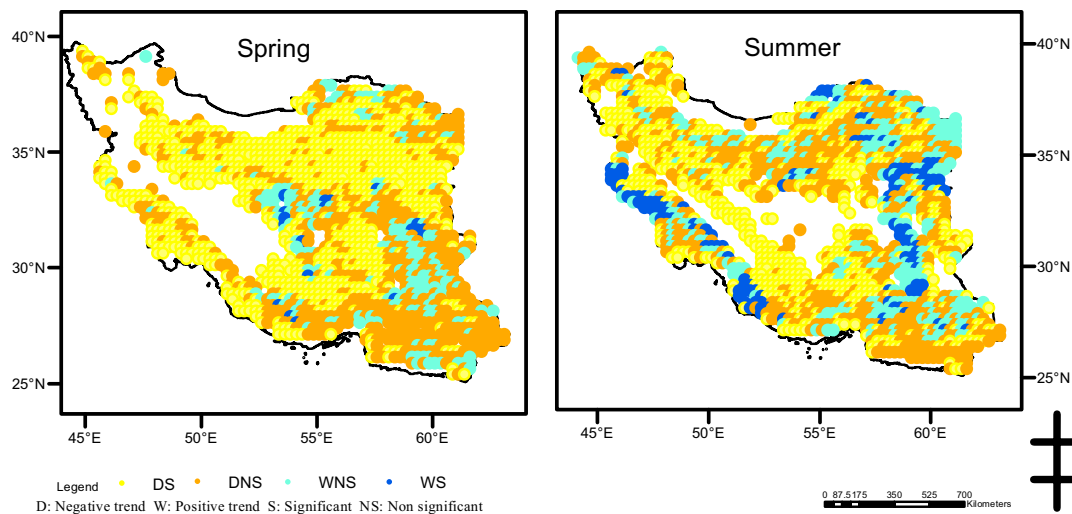 Spring
Summer
40°N
35°N
30°N
25°N
40°N
35°N
30°N
25°N
45°E 50°E 55°E 60°E
45°E 50°E 55°E 60°E
Legend DS DNS WNS WS
D: Negative trend W: Positive trend S: Significant NS: Non significant
0 87.5 175 350 525 700
Kilometers